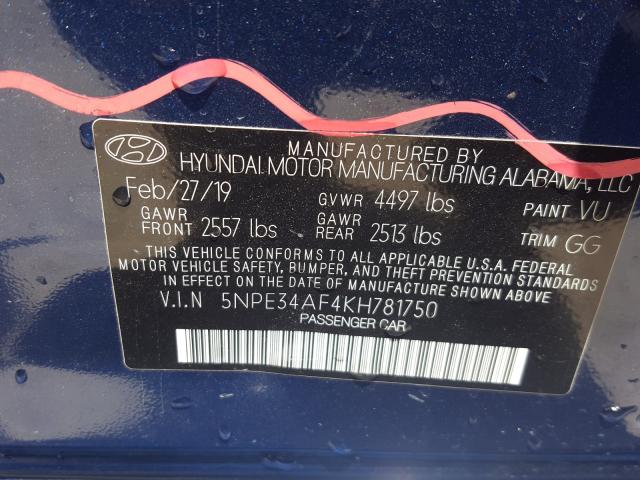 MANUFACTURED BY
HYUNDAI MOTOR MANUFACTURING ALABAMA, LLC
Feb/27/19 GVWR 4497 lbs PAINT VU
GAWR FRONT 2557 lbs GAWR REAR 2513 lbs TRIM GG
THIS VEHICLE CONFORMS TO ALL APPLICABLE U.S.A. FEDERAL
MOTOR VEHICLE SAFETY, BUMPER, AND THEFT PREVENTION STANDARDS
IN EFFECT ON THE DATE OF MANUFACTURE SHOWN ABOVE
V.I.N 5NPE34AF4KH781750
PASSENGER CAR